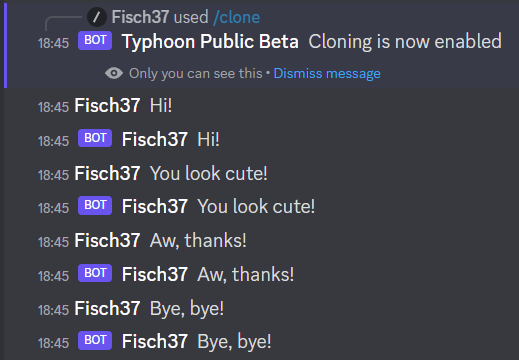 Fisch37 used /clone
18:45 BOT Typhoon Public Beta Cloning is now enabled
Only you can see this • Dismiss message
18:45 Fisch37 Hi!
18:45 BOT Fisch37 Hi!
18:45 Fisch37 You look cute!
18:45 BOT Fisch37 You look cute!
18:45 Fisch37 Aw, thanks!
18:45 BOT Fisch37 Aw, thanks!
18:45 Fisch37 Bye, bye!
18:45 BOT Fisch37 Bye, bye!